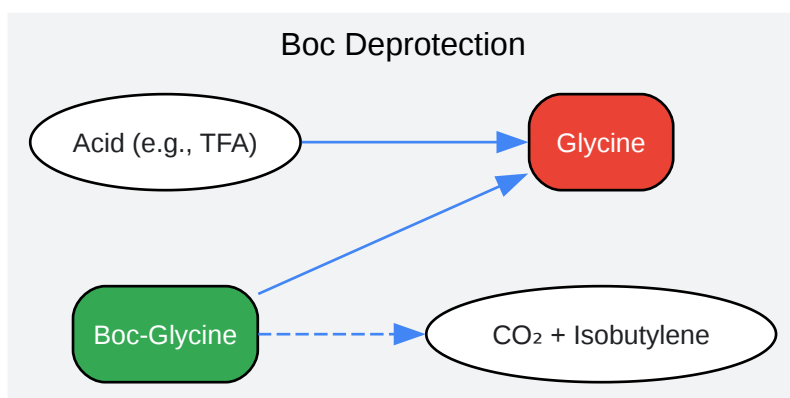 Boc Deprotection
Acid (e.g., TFA)
Glycine
Boc-Glycine
CO₂ + Isobutylene